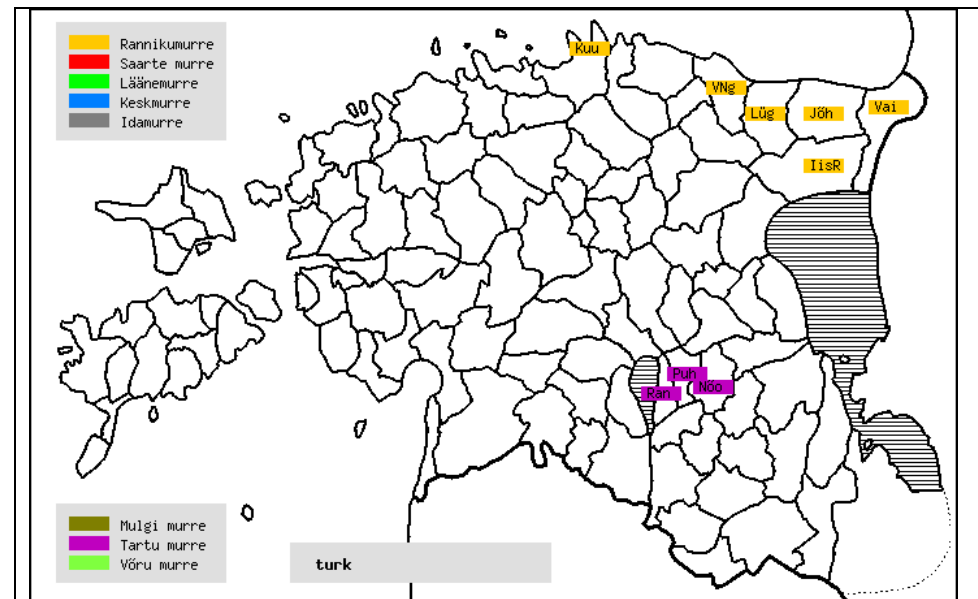 Rannikumurre
Saarte murre
Läänemurre
Keskmurre
Idamurre
Kuu
VNg
Lüg
Jõh
Vai
IisR
Puh
Nõo
Ran
Mulgi murre
Tartu murre
Võru murre
turk